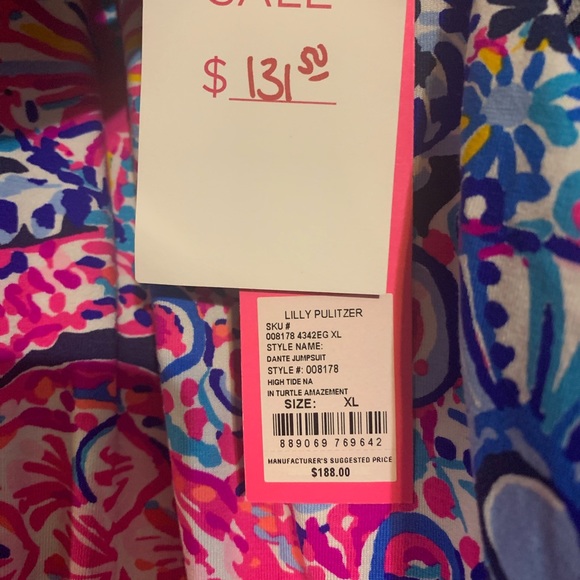 SALE
$ 131 50
LILLY PULITZER
SKU #
008178 4342EG XL
STYLE NAME:
DANTE JUMPSUIT
STYLE #: 008178
HIGH TIDE NA
IN TURTLE AMAZEMENT
SIZE: XL
889069 769642
MANUFACTURER'S SUGGESTED PRICE
$188.00